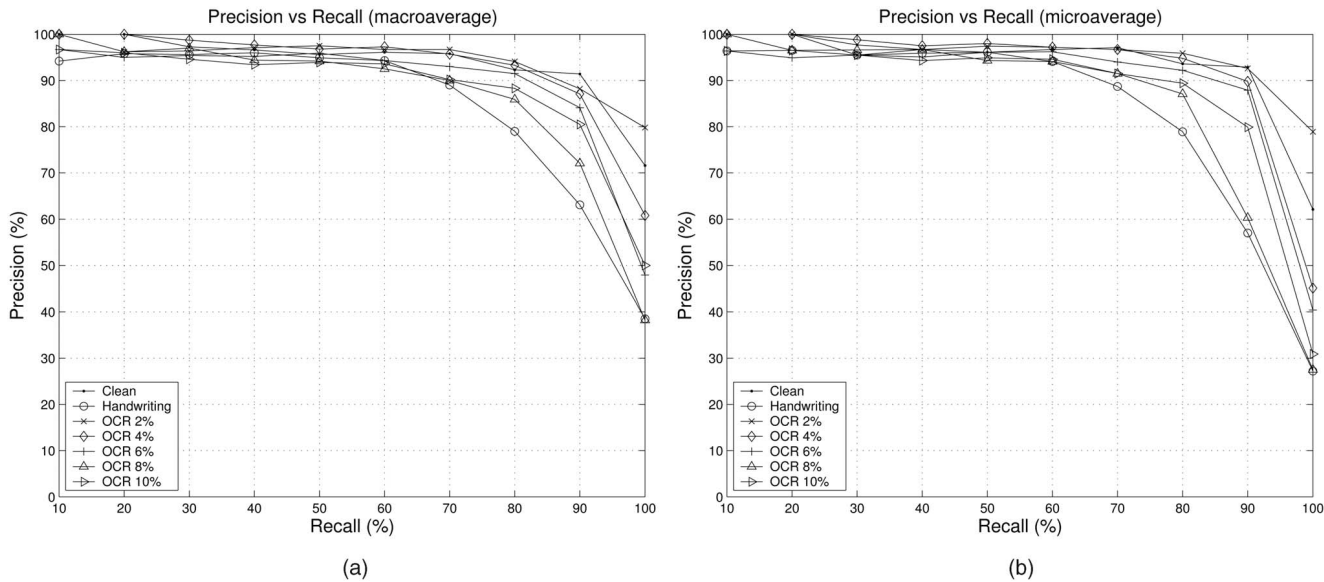 Precision vs Recall (macroaverage)
100
90
80
70
60
50
40
30
20
10
0
Precision (%)
Clean
Handwriting
OCR 2%
OCR 4%
OCR 6%
OCR 8%
OCR 10%
10 20 30 40 50 60 70 80 90 100
Recall (%)
(a)
Precision vs Recall (microaverage)
100
90
80
70
60
50
40
30
20
10
0
Precision (%)
Clean
Handwriting
OCR 2%
OCR 4%
OCR 6%
OCR 8%
OCR 10%
10 20 30 40 50 60 70 80 90 100
Recall (%)
(b)